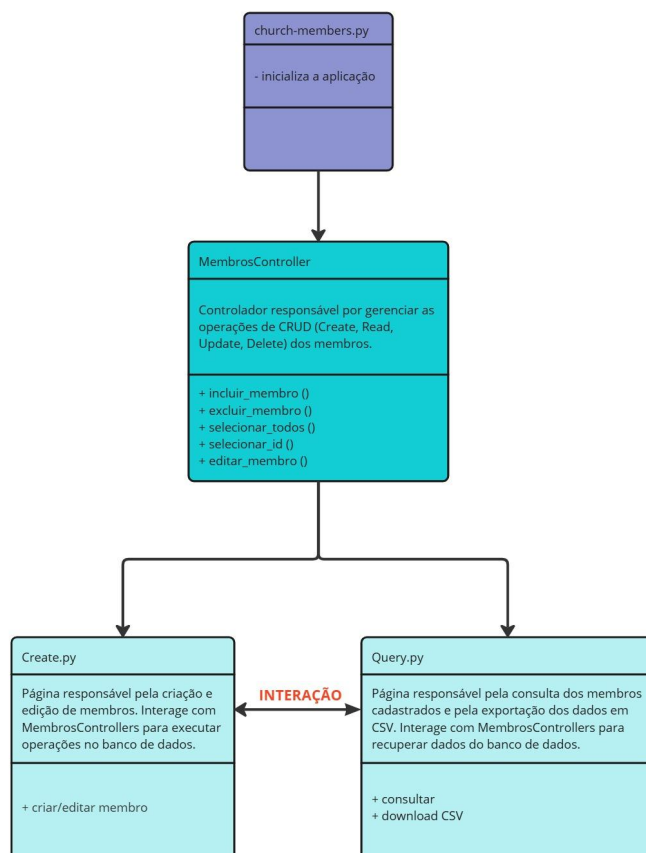 church-members.py
- inicializa a aplicação
MembrosController
Controlador responsável por gerenciar as
operações de CRUD (Create, Read,
Update, Delete) dos membros.
+ incluir_membro ()
+ excluir_membro ()
+ selecionar_todos ()
+ selecionar_id ()
+ editar_membro ()
Create.py
Página responsável pela criação e
edição de membros. Interage com
MembrosControllers para executar
operações no banco de dados.
+ criar/editar membro
INTERAÇÃO
Query.py
Página responsável pela consulta dos membros
cadastrados e pela exportação dos dados em
CSV. Interage com MembrosControllers para
recuperar dados do banco de dados.
+ consultar
+ download CSV